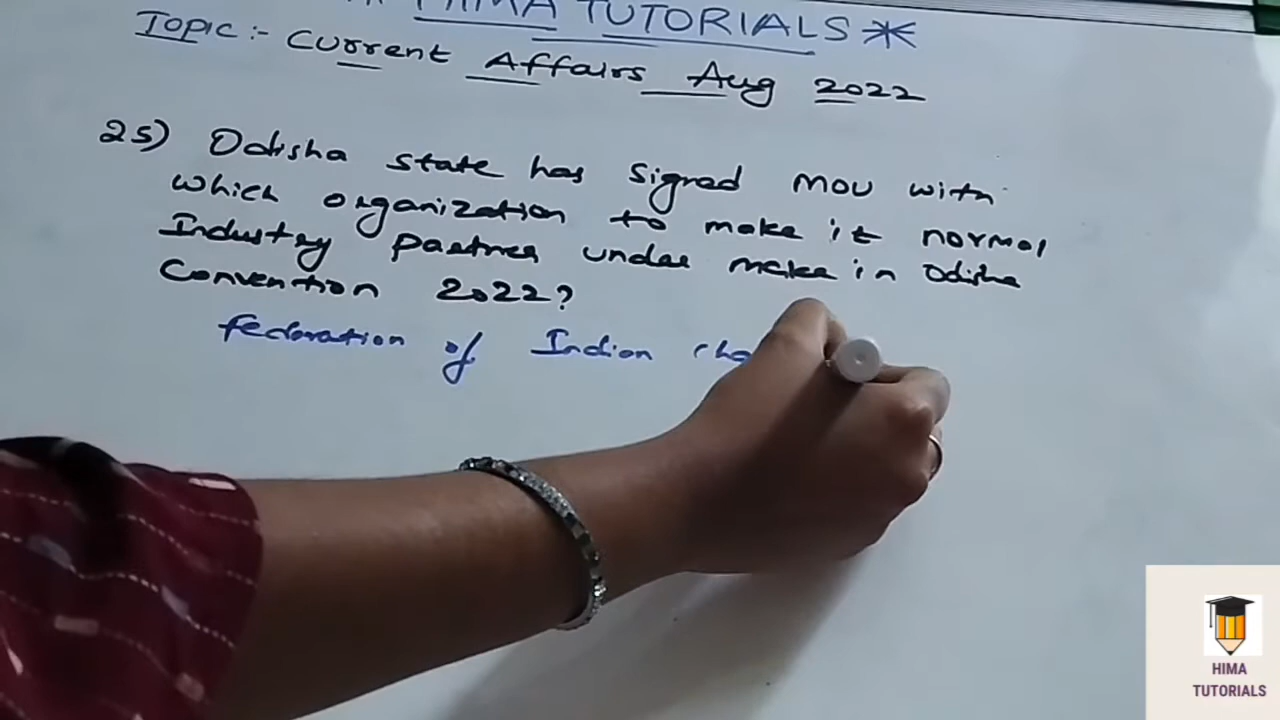 HIMA TUTORIALS *
Topic :- Current Affairs Aug 2022
25) Odisha state has signed MOU with
which organization to make it normal
Industry partner under make in Odisha
Convention 2022?
federation of Indian cha
HIMA
TUTORIALS